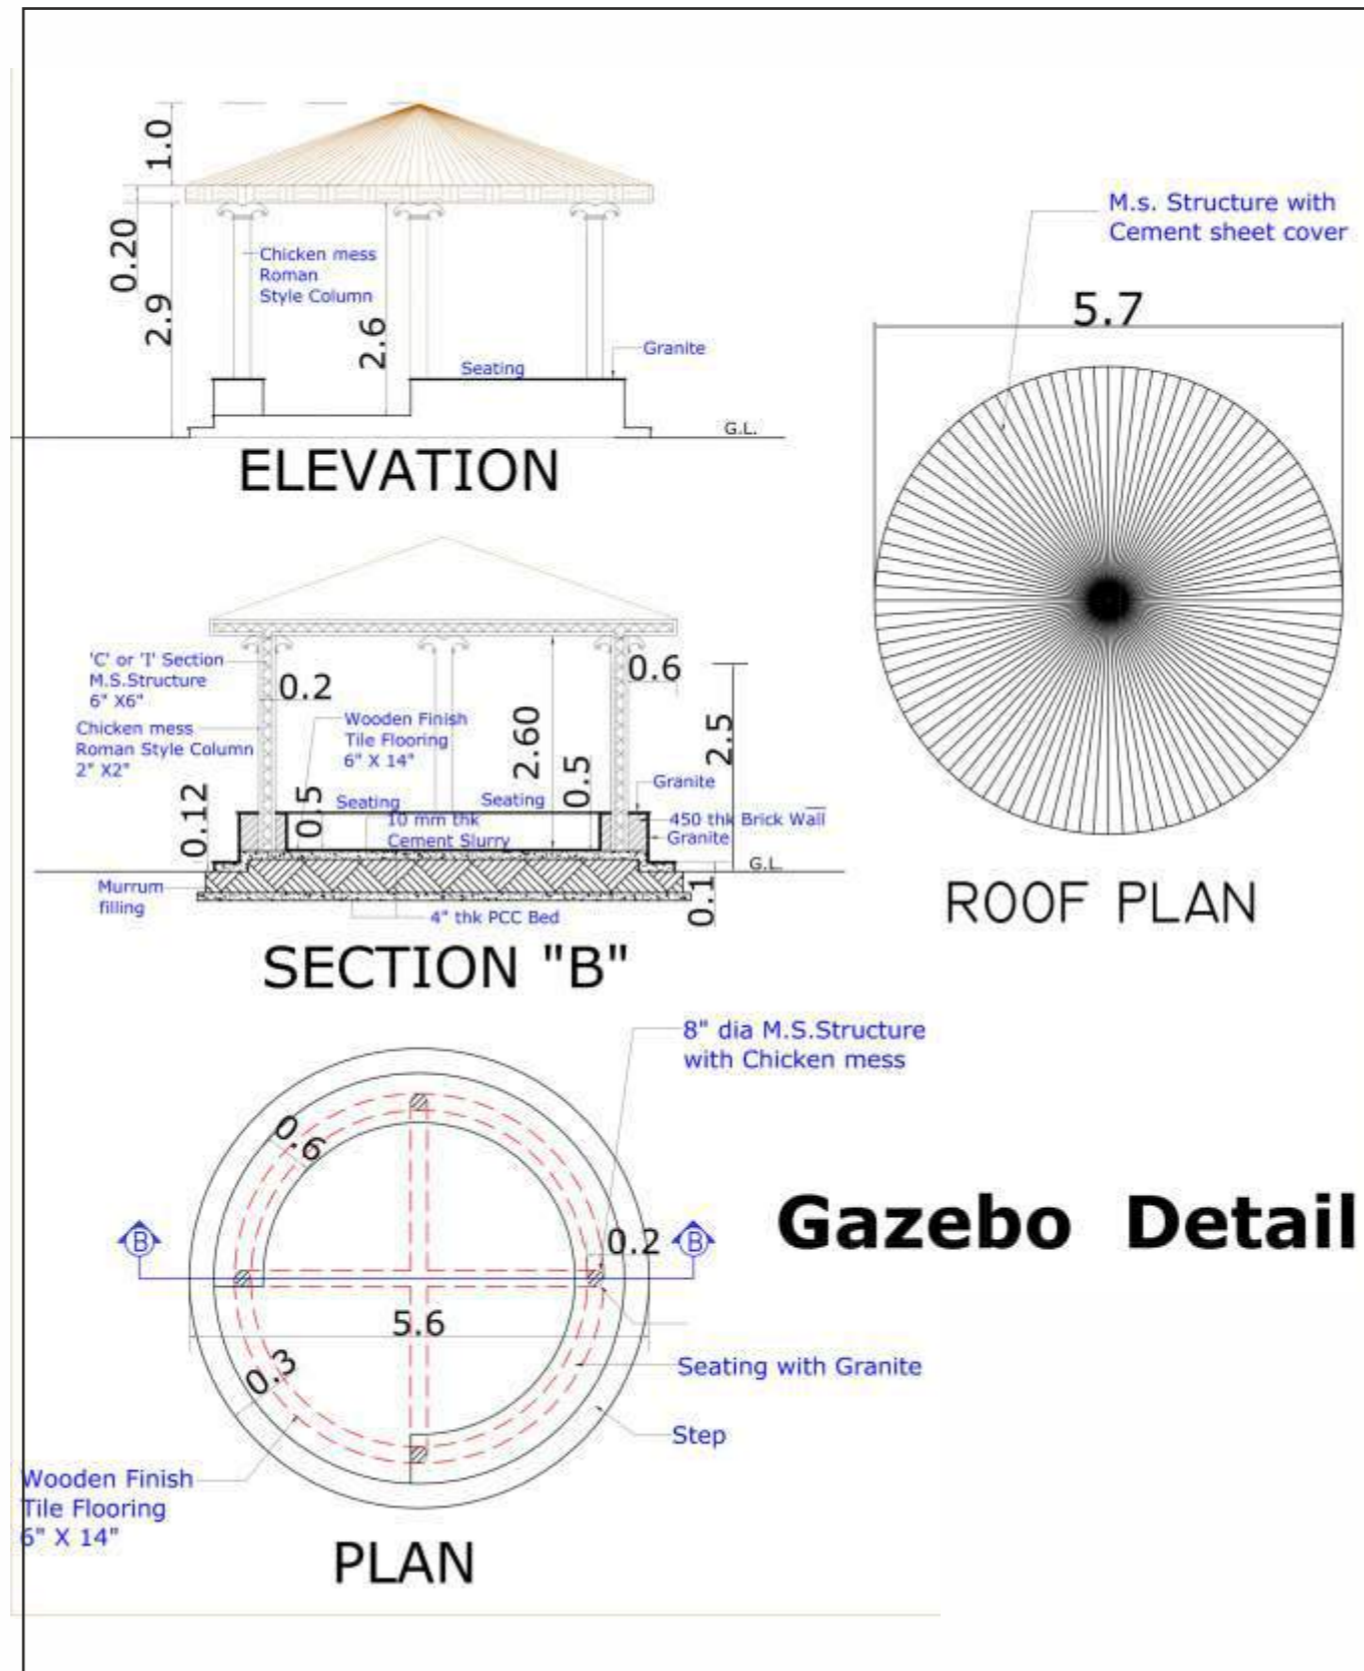 1.0
0.20
2.9
Chicken mess
Roman
Style Column
2.6
Seating
Granite
G.L.
ELEVATION
M.s. Structure with
Cement sheet cover
5.7
ROOF PLAN
'C' or 'I' Section
M.S.Structure
6" X6"
Chicken mess
Roman Style Column
2" X2"
0.2
Wooden Finish
Tile Flooring
6" X 14"
0.6
2.60
2.5
0.12
0.5
Seating
Seating
0.5
10 mm thk
Cement Slurry
Granite
450 thk Brick Wall
Granite
G.L.
Murrum
filling
4" thk PCC Bed
0.1
SECTION "B"
8" dia M.S.Structure
with Chicken mess
0.6
B
0.2
B
Gazebo Detail
5.6
0.3
Seating with Granite
Step
Wooden Finish
Tile Flooring
6" X 14"
PLAN